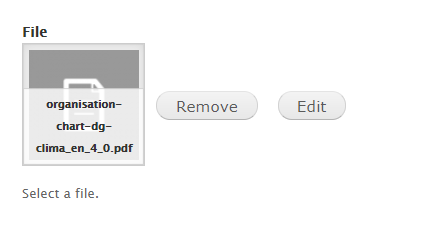 File
organisation-
chart-dg-
clima_en_4_0.pdf
Remove
Edit
Select a file.